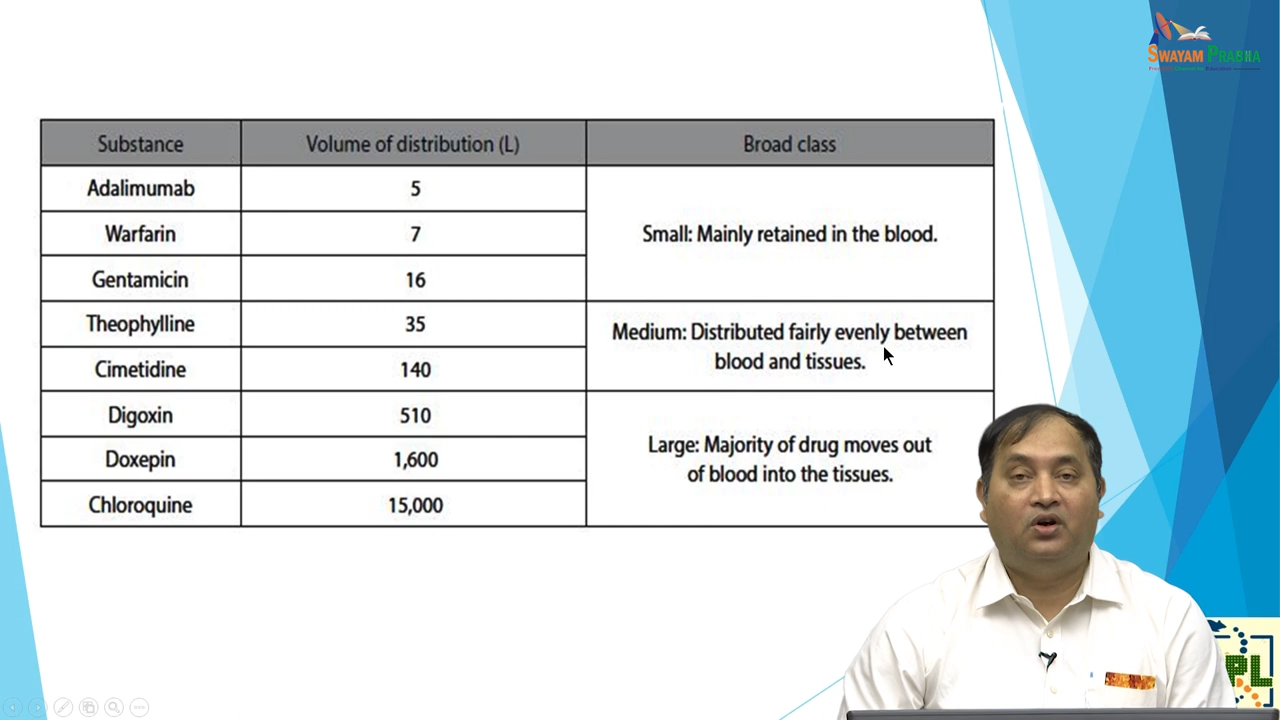 SWAYAM PRABHA
Substance
Volume of distribution (L)
Broad class
Adalimumab
5
Small: Mainly retained in the blood.
Warfarin
7
Gentamicin
16
Theophylline
35
Medium: Distributed fairly evenly between
blood and tissues.
Cimetidine
140
Digoxin
510
Large: Majority of drug moves out
of blood into the tissues.
Doxepin
1,600
Chloroquine
15,000
PL